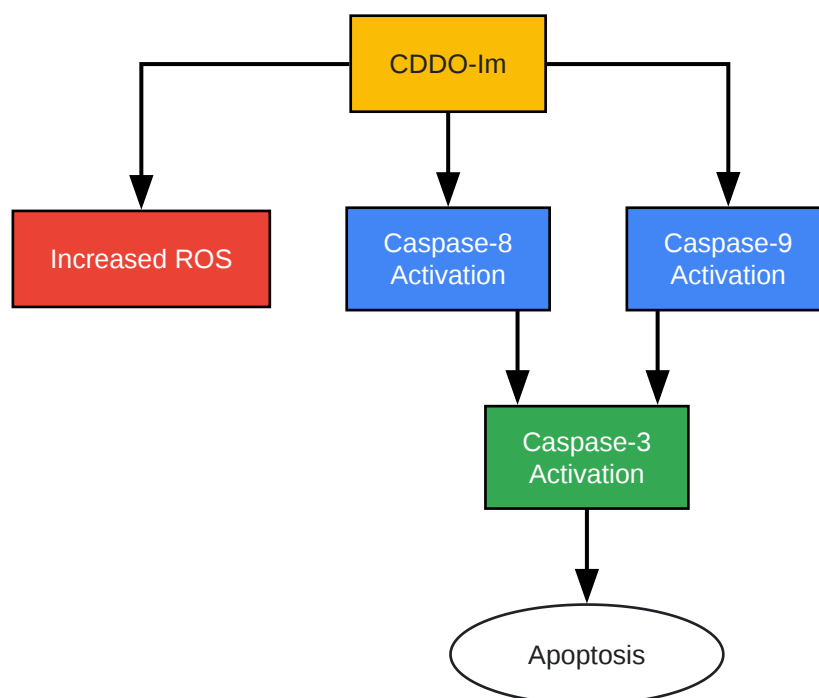 CDDO-Im
Increased ROS
Caspase-8
Activation
Caspase-9
Activation
Caspase-3
Activation
Apoptosis